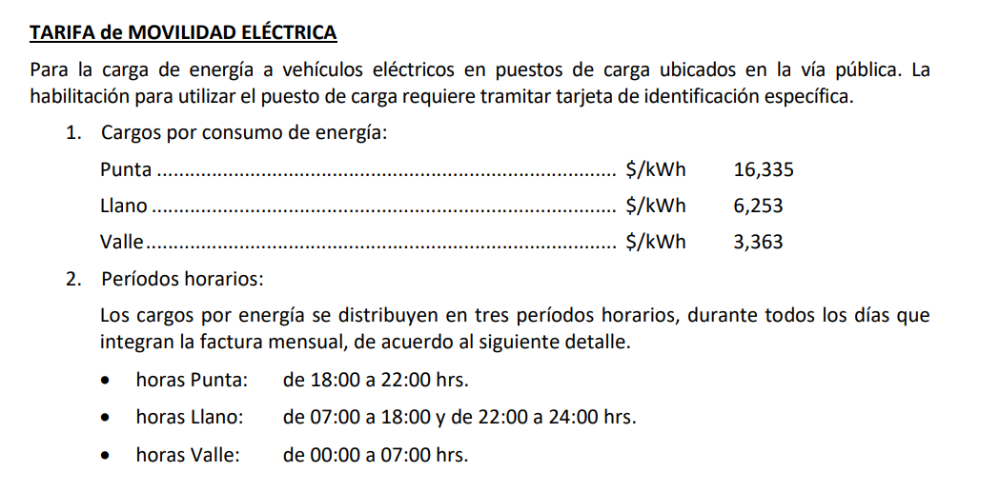 TARIFA de MOVILIDAD ELÉCTRICA
Para la carga de energía a vehículos eléctricos en puestos de carga ubicados en la vía pública. La
habilitación para utilizar el puesto de carga requiere tramitar tarjeta de identificación específica.
1. Cargos por consumo de energía:
Punta ................................................................................ $/kWh 16,335
Llano ................................................................................. $/kWh 6,253
Valle .................................................................................. $/kWh 3,363
2. Períodos horarios:
Los cargos por energía se distribuyen en tres períodos horarios, durante todos los días que
integran la factura mensual, de acuerdo al siguiente detalle.
• horas Punta: de 18:00 a 22:00 hrs.
• horas Llano: de 07:00 a 18:00 y de 22:00 a 24:00 hrs.
• horas Valle: de 00:00 a 07:00 hrs.